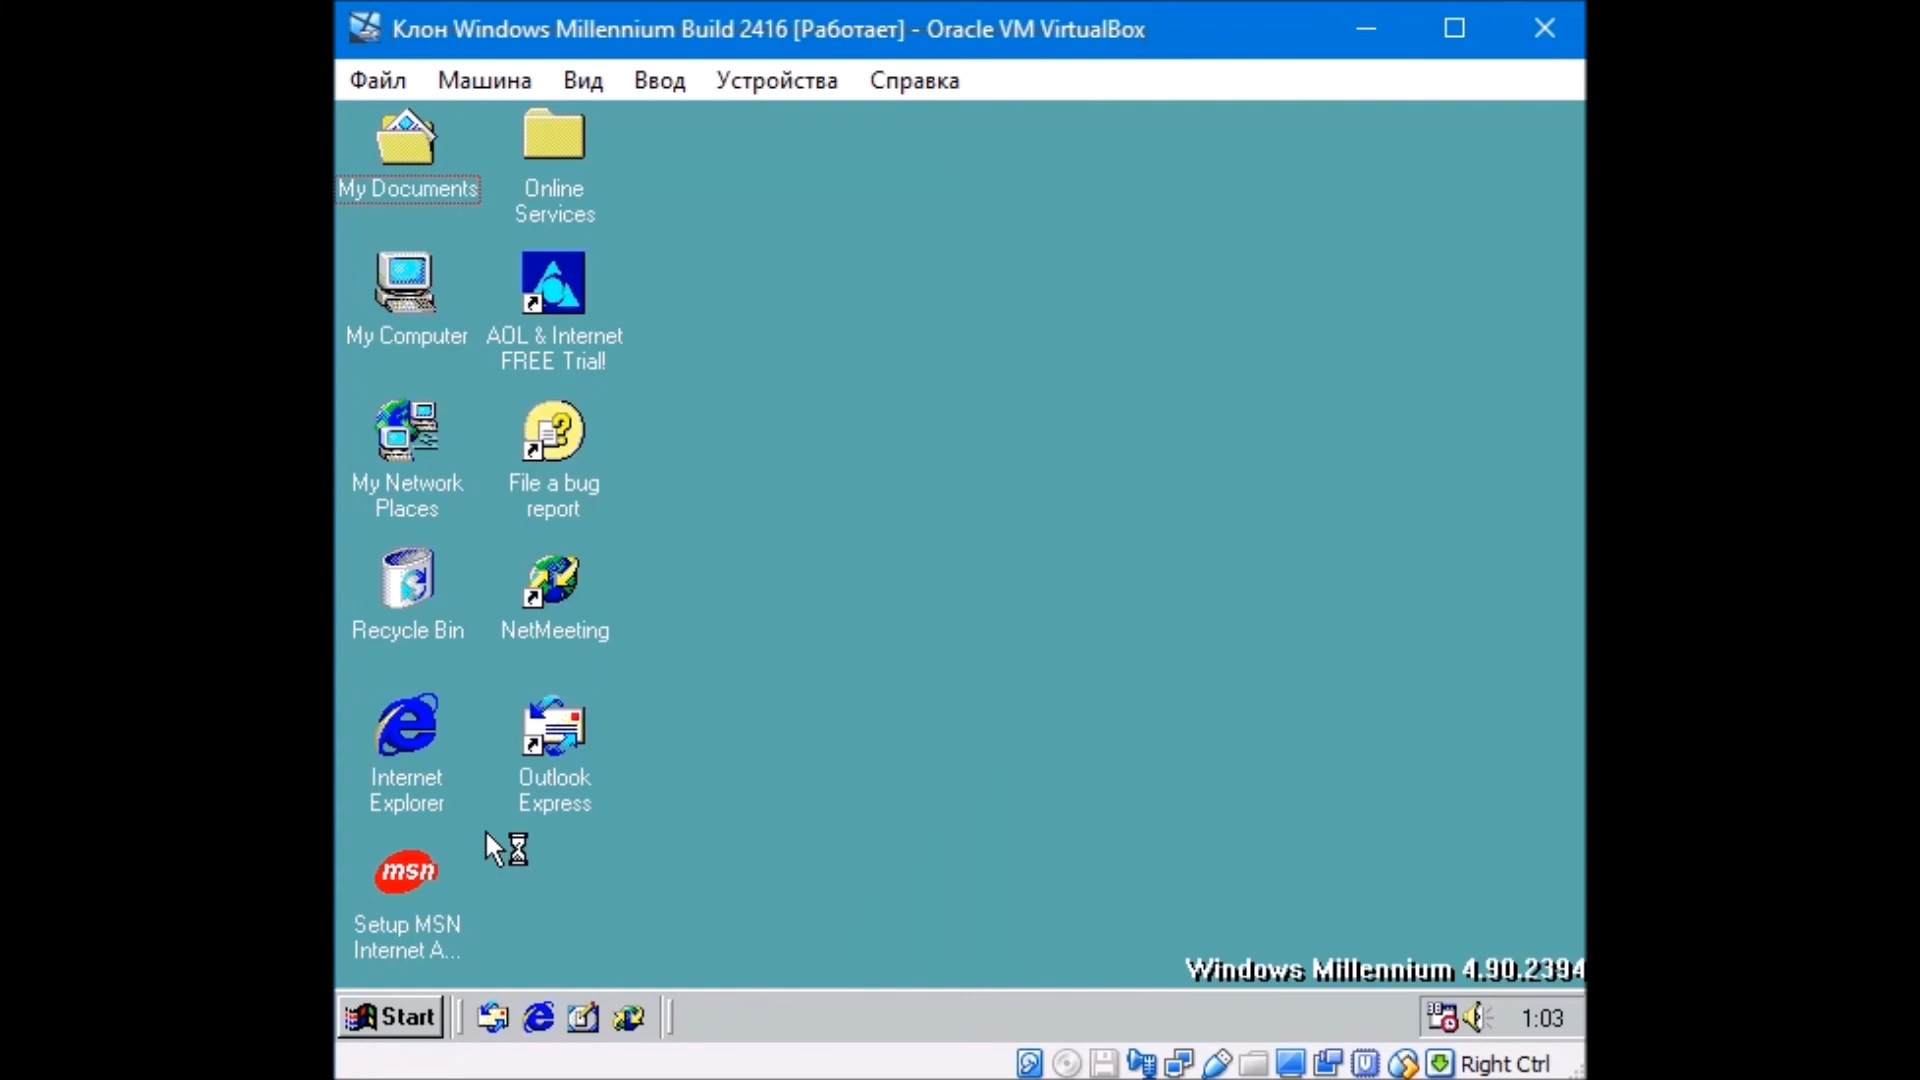 Клон Windows Millennium Build 2416 [Работает] - Oracle VM VirtualBox
Файл Машина Вид Ввод Устройства Справка
My Documents
Online
Services
My Computer
AOL & Internet
FREE Trial!
My Network
Places
File a bug
report
Recycle Bin
NetMeeting
Internet
Explorer
Outlook
Express
msn
Setup MSN
Internet A...
Windows Millennium 4.90.2394
Start
1:03
Right Ctrl